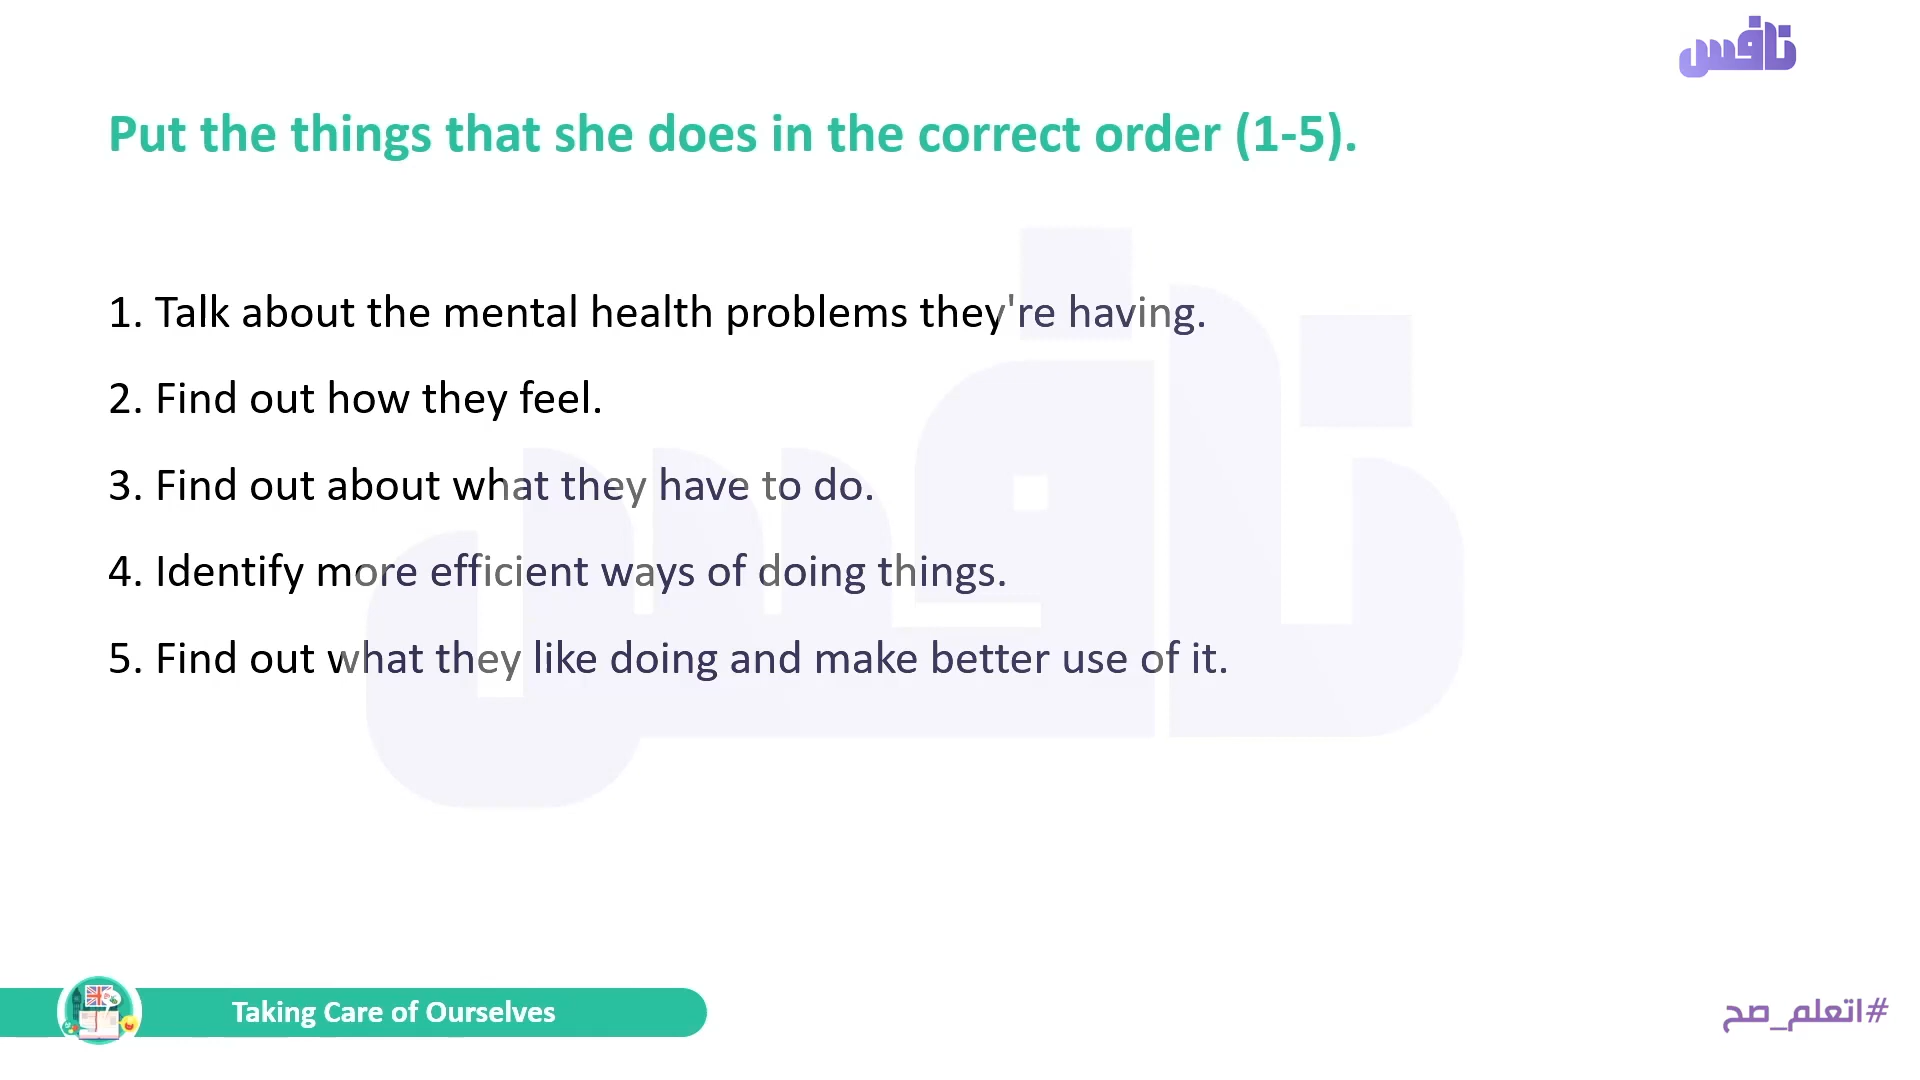 نافس
Put the things that she does in the correct order (1-5).
1. Talk about the mental health problems they're having.
2. Find out how they feel.
3. Find out about what they have to do.
4. Identify more efficient ways of doing things.
5. Find out what they like doing and make better use of it.
نافس
Taking Care of Ourselves
#اتعلم_صح